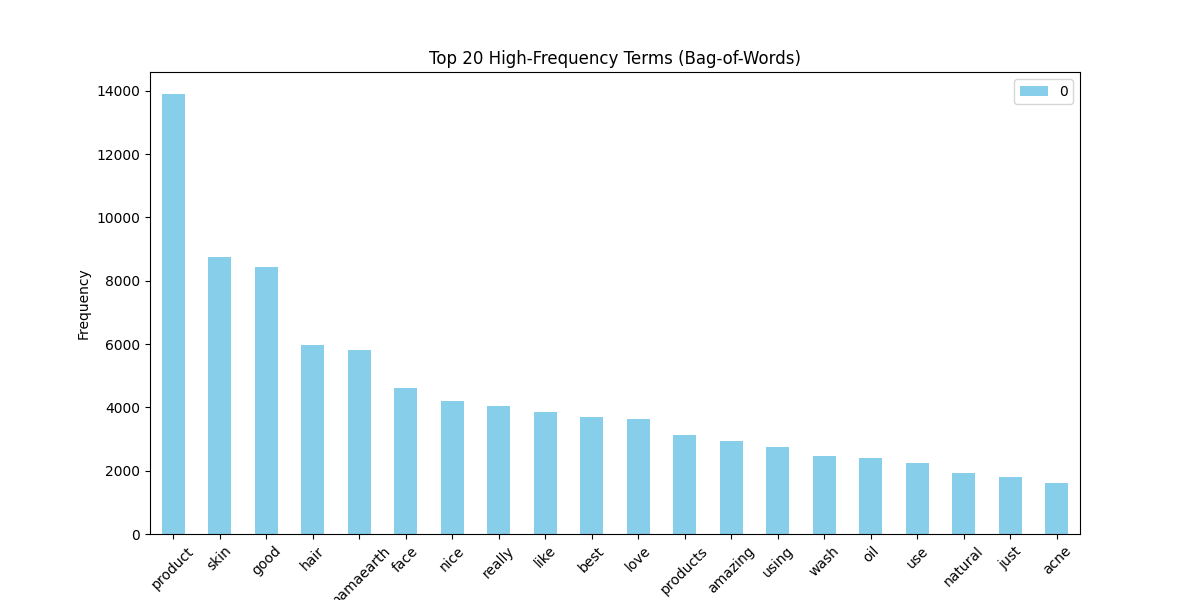 Top 20 High-Frequency Terms (Bag-of-Words)
0
14000
12000
10000
8000
6000
4000
2000
0
Frequency
product
skin
good
hair
amaearth
face
nice
really
like
best
love
products
amazing
using
wash
oil
use
natural
just
acne